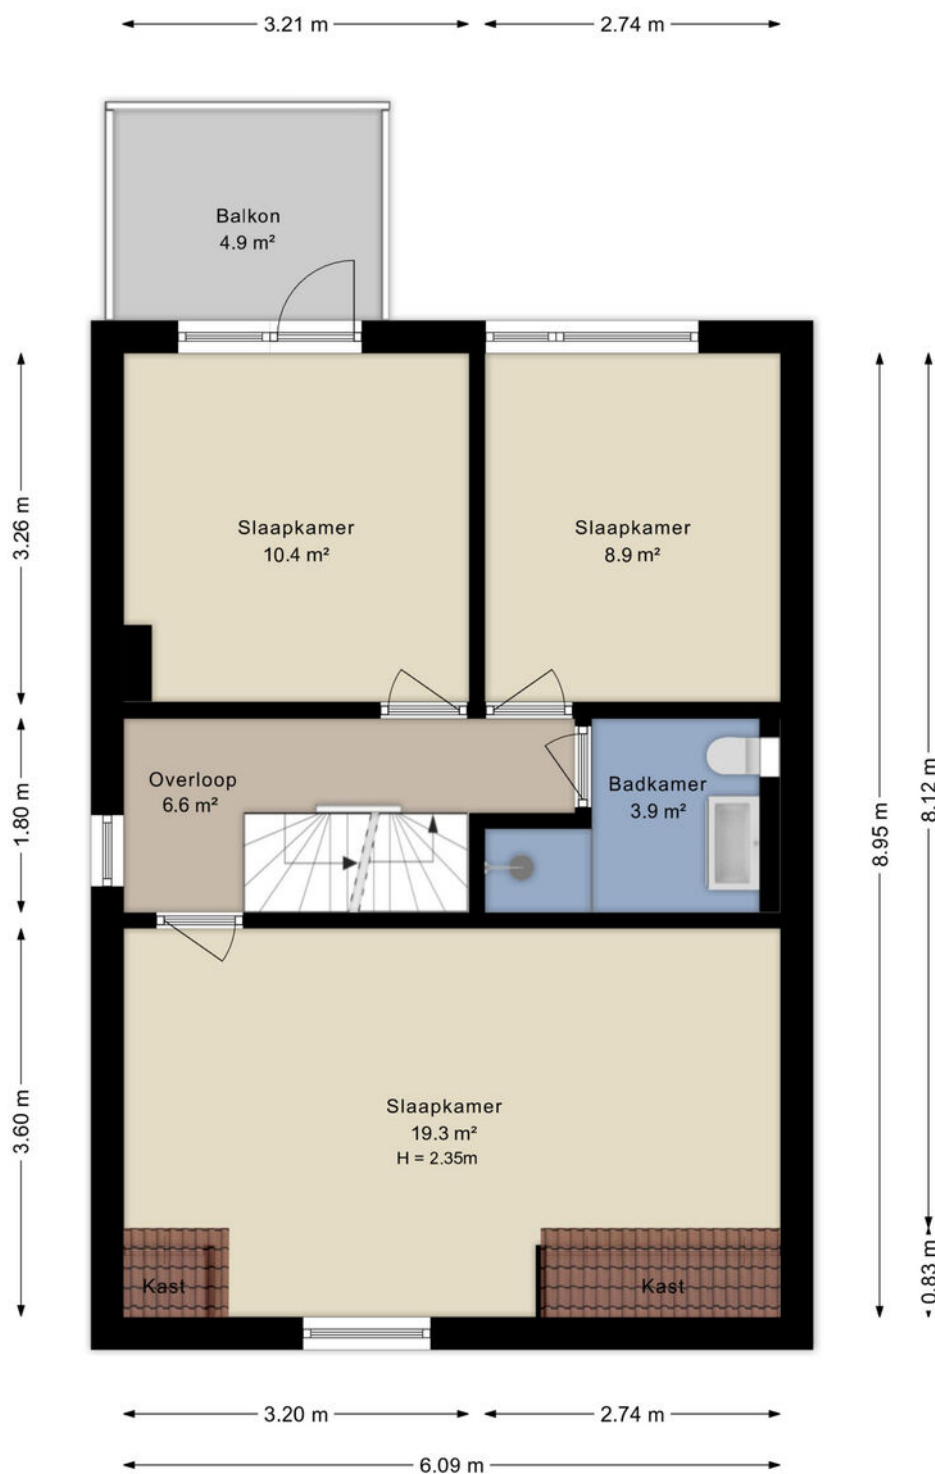 3.21 m
2.74 m
Balkon
4.9 m²
3.26 m
Slaapkamer
10.4 m²
Slaapkamer
8.9 m²
1.80 m
Overloop
6.6 m²
Badkamer
3.9 m²
8.95 m
8.12 m
3.60 m
Slaapkamer
19.3 m²
H = 2.35m
0.83 m
Kast
Kast
3.20 m
2.74 m
6.09 m